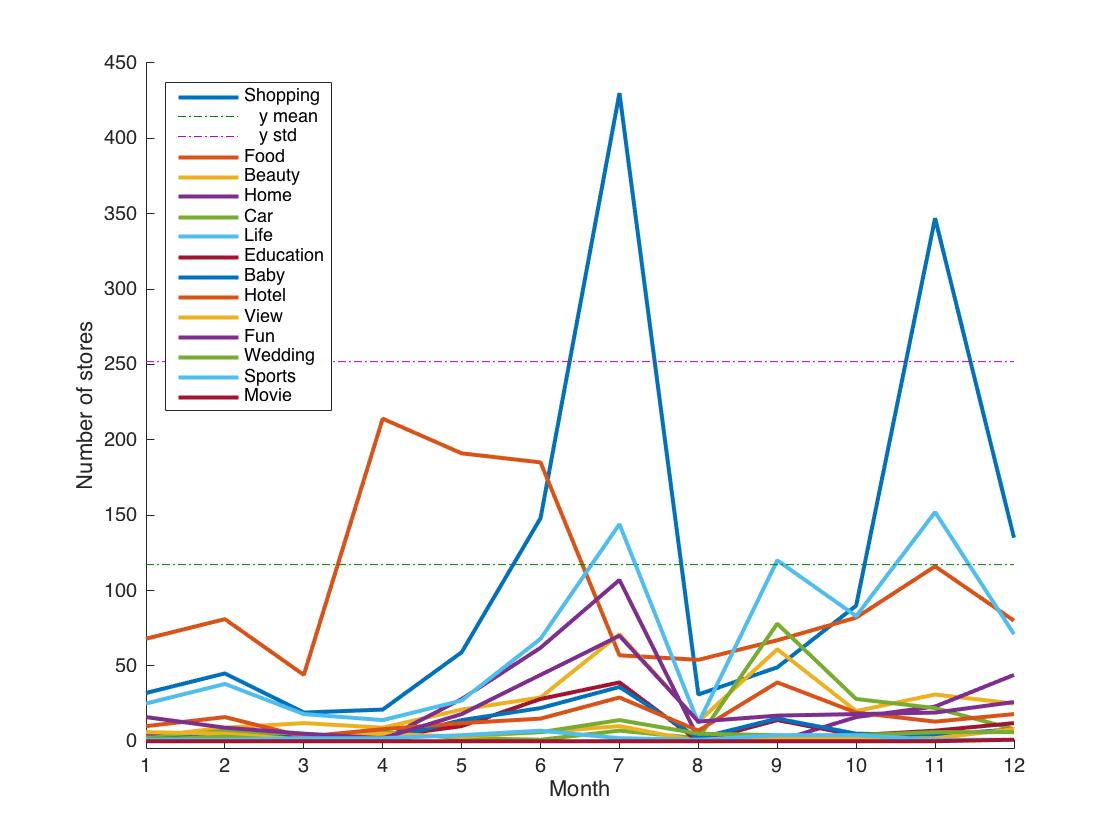 450
400
350
300
250
200
150
100
50
0
Number of stores
Shopping
y mean
y std
Food
Beauty
Home
Car
Life
Education
Baby
Hotel
View
Fun
Wedding
Sports
Movie
1 2 3 4 5 6 7 8 9 10 11 12
Month